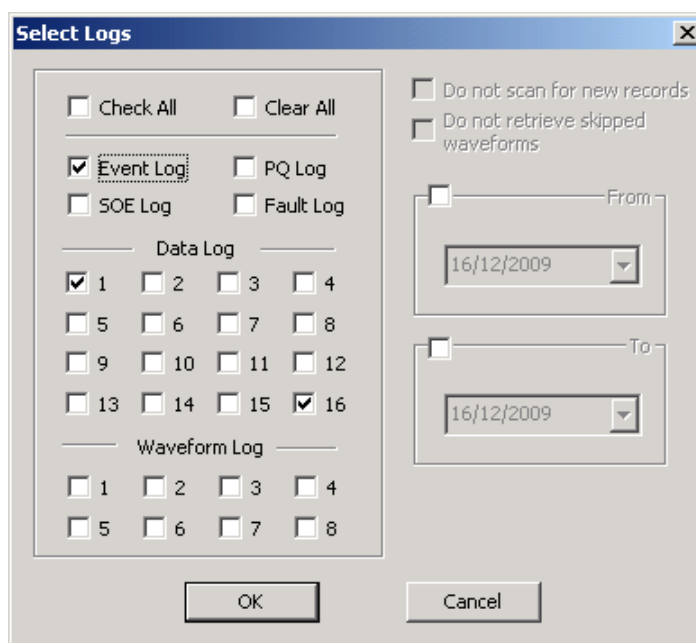 Select Logs
Check All Clear All
Event Log PQ Log
SOE Log Fault Log
Data Log
1 2 3 4
5 6 7 8
9 10 11 12
13 14 15 16
Waveform Log
1 2 3 4
5 6 7 8
Do not scan for new records
Do not retrieve skipped
waveforms
From
16/12/2009
To
16/12/2009
OK Cancel